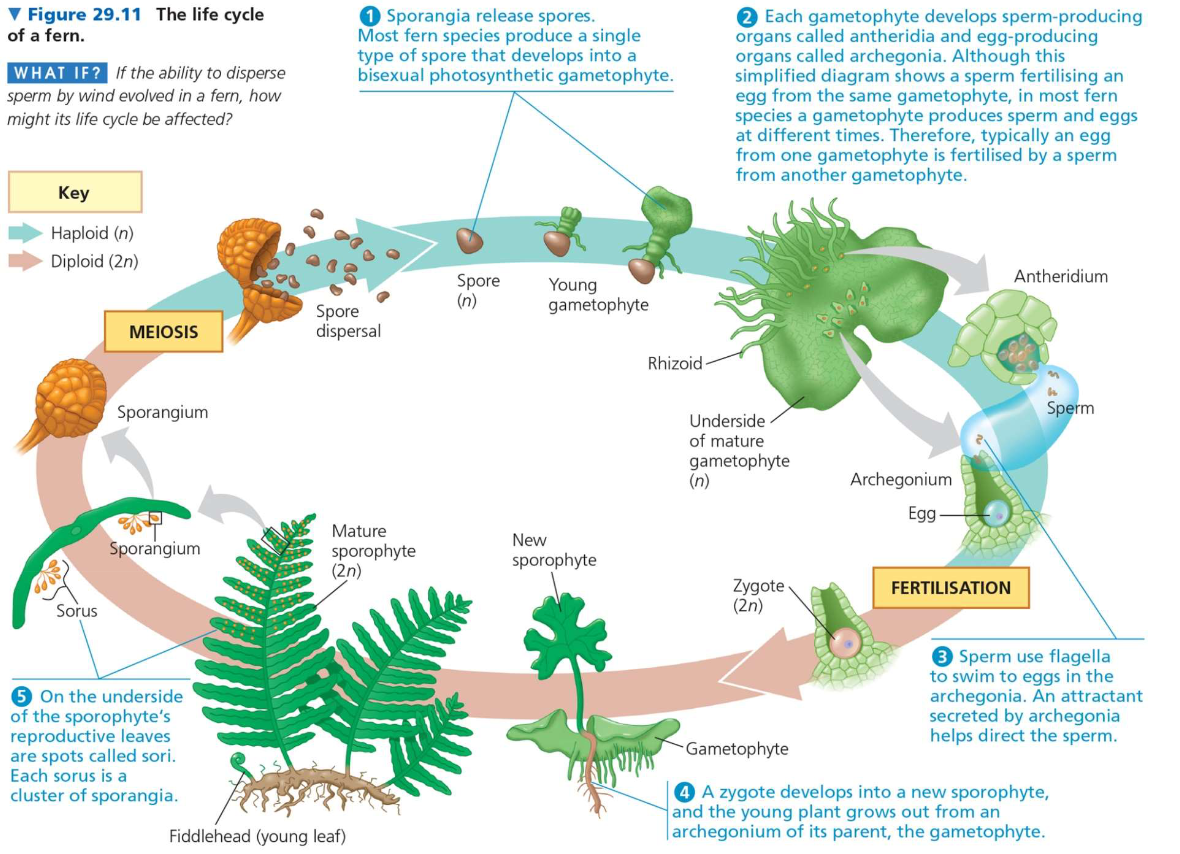 ▼ Figure 29.11 The life cycle
of a fern.
WHAT IF? If the ability to disperse
sperm by wind evolved in a fern, how
might its life cycle be affected?
Key
Haploid (n)
Diploid (2n)
1 Sporangia release spores.
Most fern species produce a single
type of spore that develops into a
bisexual photosynthetic gametophyte.
2 Each gametophyte develops sperm-producing
organs called antheridia and egg-producing
organs called archegonia. Although this
simplified diagram shows a sperm fertilising an
egg from the same gametophyte, in most fern
species a gametophyte produces sperm and eggs
at different times. Therefore, typically an egg
from one gametophyte is fertilised by a sperm
from another gametophyte.
MEIOSIS
Spore
dispersal
Spore
(n)
Young
gametophyte
Rhizoid
Underside
of mature
gametophyte
(n)
Antheridium
Sperm
Archegonium
Egg
FERTILISATION
Zygote
(2n)
3 Sperm use flagella
to swim to eggs in the
archegonia. An attractant
secreted by archegonia
helps direct the sperm.
New
sporophyte
Gametophyte
4 A zygote develops into a new sporophyte,
and the young plant grows out from an
archegonium of its parent, the gametophyte.
Mature
sporophyte
(2n)
Fiddlehead (young leaf)
Sporangium
Sporangium
Sorus
5 On the underside
of the sporophyte's
reproductive leaves
are spots called sori.
Each sorus is a
cluster of sporangia.